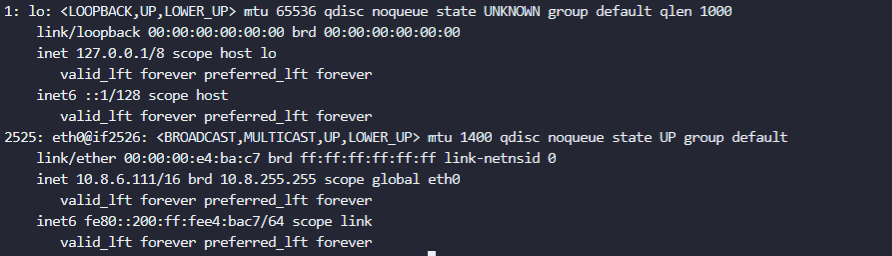 1: lo: <LOOPBACK,UP,LOWER_UP> mtu 65536 qdisc noqueue state UNKNOWN group default qlen 1000
link/loopback 00:00:00:00:00:00 brd 00:00:00:00:00:00
inet 127.0.0.1/8 scope host lo
valid_lft forever preferred_lft forever
inet6 ::1/128 scope host
valid_lft forever preferred_lft forever
2525: eth0@if2526: <BROADCAST,MULTICAST,UP,LOWER_UP> mtu 1400 qdisc noqueue state UP group default
link/ether 00:00:00:e4:ba:c7 brd ff:ff:ff:ff:ff:ff link-netnsid 0
inet 10.8.6.111/16 brd 10.8.255.255 scope global eth0
valid_lft forever preferred_lft forever
inet6 fe80::200:ff:fee4:bac7/64 scope link
valid_lft forever preferred_lft forever